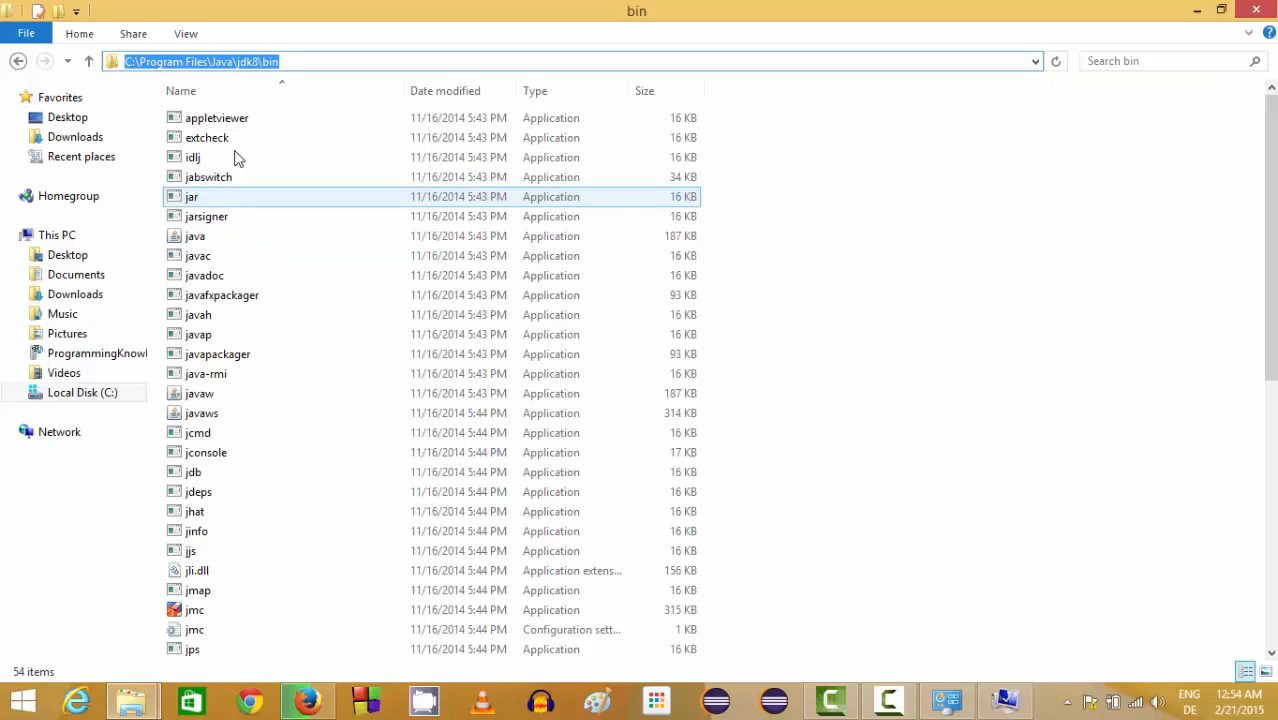 bin
File Home Share View
C:\Program Files\Java\jdk8\bin
Search bin
Name Date modified Type Size
Favorites
Desktop
Downloads
Recent places
Homegroup
This PC
Desktop
Documents
Downloads
Music
Pictures
ProgrammingKnowl
Videos
Local Disk (C:)
Network
appletviewer 11/16/2014 5:43 PM Application 16 KB
extcheck 11/16/2014 5:43 PM Application 16 KB
idlj 11/16/2014 5:43 PM Application 16 KB
jabswitch 11/16/2014 5:43 PM Application 34 KB
jar 11/16/2014 5:43 PM Application 16 KB
jarsigner 11/16/2014 5:43 PM Application 16 KB
java 11/16/2014 5:43 PM Application 187 KB
javac 11/16/2014 5:43 PM Application 16 KB
javadoc 11/16/2014 5:43 PM Application 16 KB
javafxpackager 11/16/2014 5:43 PM Application 93 KB
javah 11/16/2014 5:43 PM Application 16 KB
javap 11/16/2014 5:43 PM Application 16 KB
javapackager 11/16/2014 5:43 PM Application 93 KB
java-rmi 11/16/2014 5:43 PM Application 16 KB
javaw 11/16/2014 5:43 PM Application 187 KB
javaws 11/16/2014 5:44 PM Application 314 KB
jcmd 11/16/2014 5:44 PM Application 16 KB
jconsole 11/16/2014 5:44 PM Application 17 KB
jdb 11/16/2014 5:44 PM Application 16 KB
jdeps 11/16/2014 5:44 PM Application 16 KB
jhat 11/16/2014 5:44 PM Application 16 KB
jinfo 11/16/2014 5:44 PM Application 16 KB
jjs 11/16/2014 5:44 PM Application 16 KB
jli.dll 11/16/2014 5:44 PM Application extens... 156 KB
jmap 11/16/2014 5:44 PM Application 16 KB
jmc 11/16/2014 5:44 PM Application 315 KB
jmc 11/16/2014 5:44 PM Configuration sett... 1 KB
jps 11/16/2014 5:44 PM Application 16 KB
54 items
ENG 12:54 AM
DE 2/21/2015